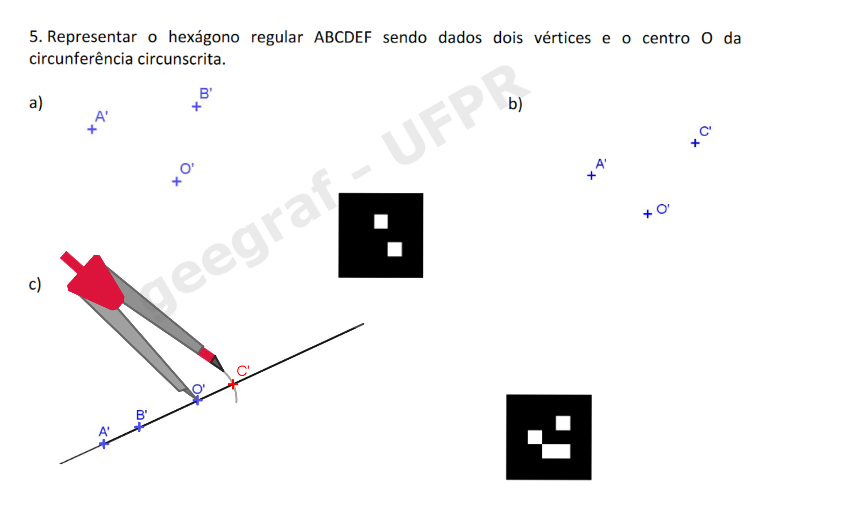 5. Representar o hexágono regular ABCDEF sendo dados dois vértices e o centro O da
circunferência circunscrita.
a)
A'
B'
O'
b)
A'
C'
O'
geegraf - UFPR
c)
A'
B'
O'
C'